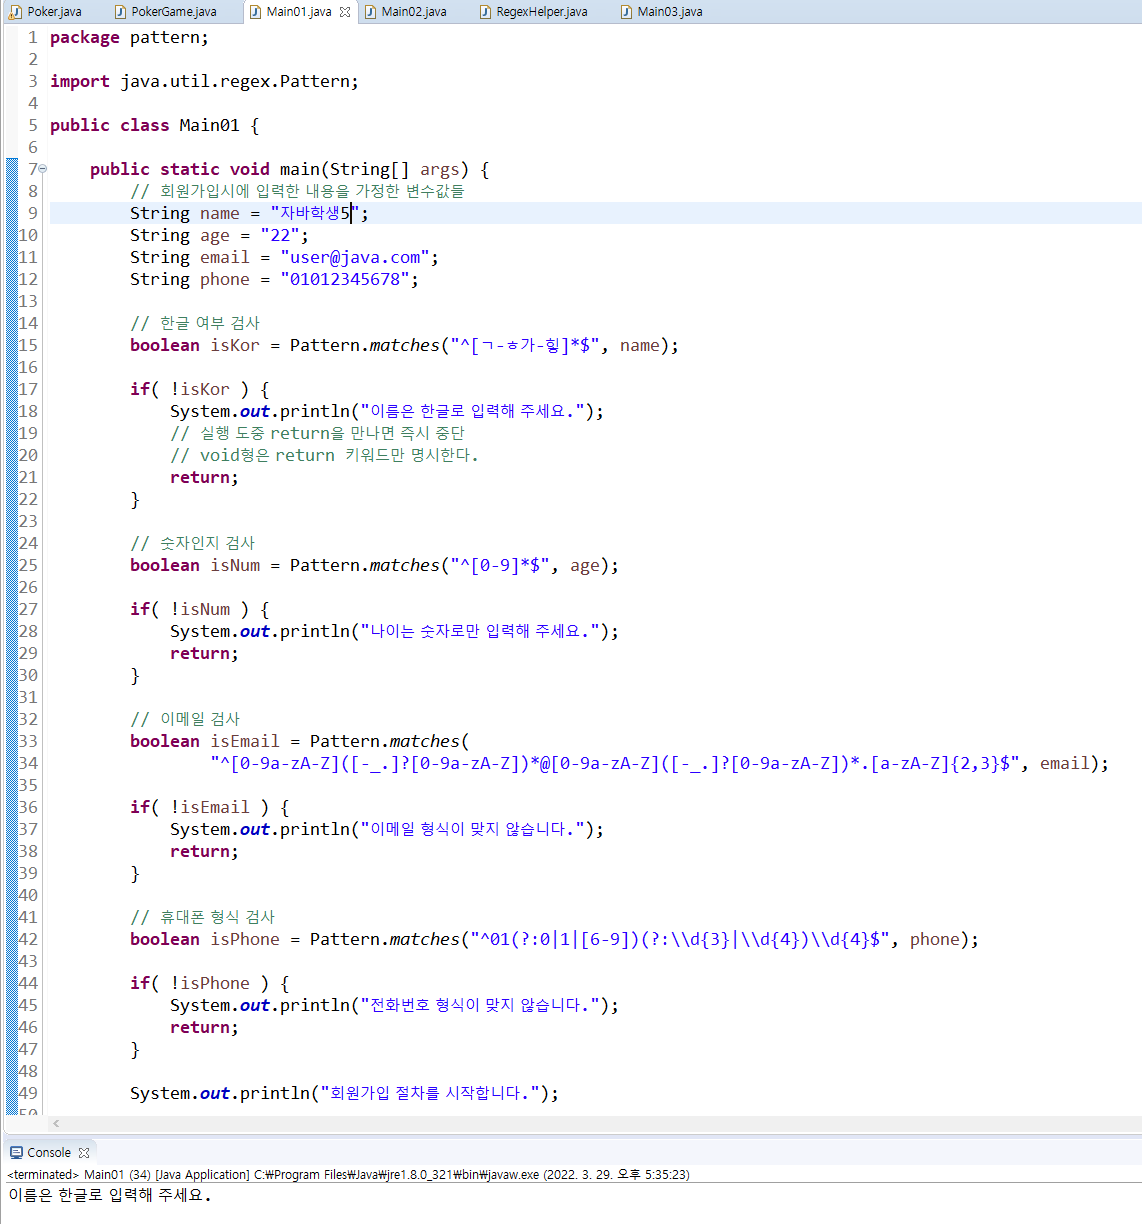 Poker.java PokerGame.java Main01.java Main02.java RegexHelper.java Main03.java
1 package pattern;
2
3 import java.util.regex.Pattern;
4
5 public class Main01 {
6
7 public static void main(String[] args) {
8 // 회원가입시에 입력한 내용을 가정한 변수값들
9 String name = "자바학생5";
10 String age = "22";
11 String email = "user@java.com";
12 String phone = "01012345678";
13
14 // 한글 여부 검사
15 boolean isKor = Pattern.matches("^[ㄱ-ㅎ가-힣]*$", name);
16
17 if( !isKor ) {
18 System.out.println("이름은 한글로 입력해 주세요.");
19 // 실행 도중 return을 만나면 즉시 중단
20 // void형은 return 키워드만 명시한다.
21 return;
22 }
23
24 // 숫자인지 검사
25 boolean isNum = Pattern.matches("^[0-9]*$", age);
26
27 if( !isNum ) {
28 System.out.println("나이는 숫자로만 입력해 주세요.");
29 return;
30 }
31
32 // 이메일 검사
33 boolean isEmail = Pattern.matches(
34 "^[0-9a-zA-Z]([-_.]?[0-9a-zA-Z])*@[0-9a-zA-Z]([-_.]?[0-9a-zA-Z])*.[a-zA-Z]{2,3}$", email);
35
36 if( !isEmail ) {
37 System.out.println("이메일 형식이 맞지 않습니다.");
38 return;
39 }
40
41 // 휴대폰 형식 검사
42 boolean isPhone = Pattern.matches("^01(?:0|1|[6-9])(?:\\d{3}|\\d{4})\\d{4}$", phone);
43
44 if( !isPhone ) {
45 System.out.println("전화번호 형식이 맞지 않습니다.");
46 return;
47 }
48
49 System.out.println("회원가입 절차를 시작합니다.");
50
Console
<terminated> Main01 (34) [Java Application] C:₩Program Files₩Java₩jre1.8.0_321₩bin₩javaw.exe (2022. 3. 29. 오후 5:35:23)
이름은 한글로 입력해 주세요.